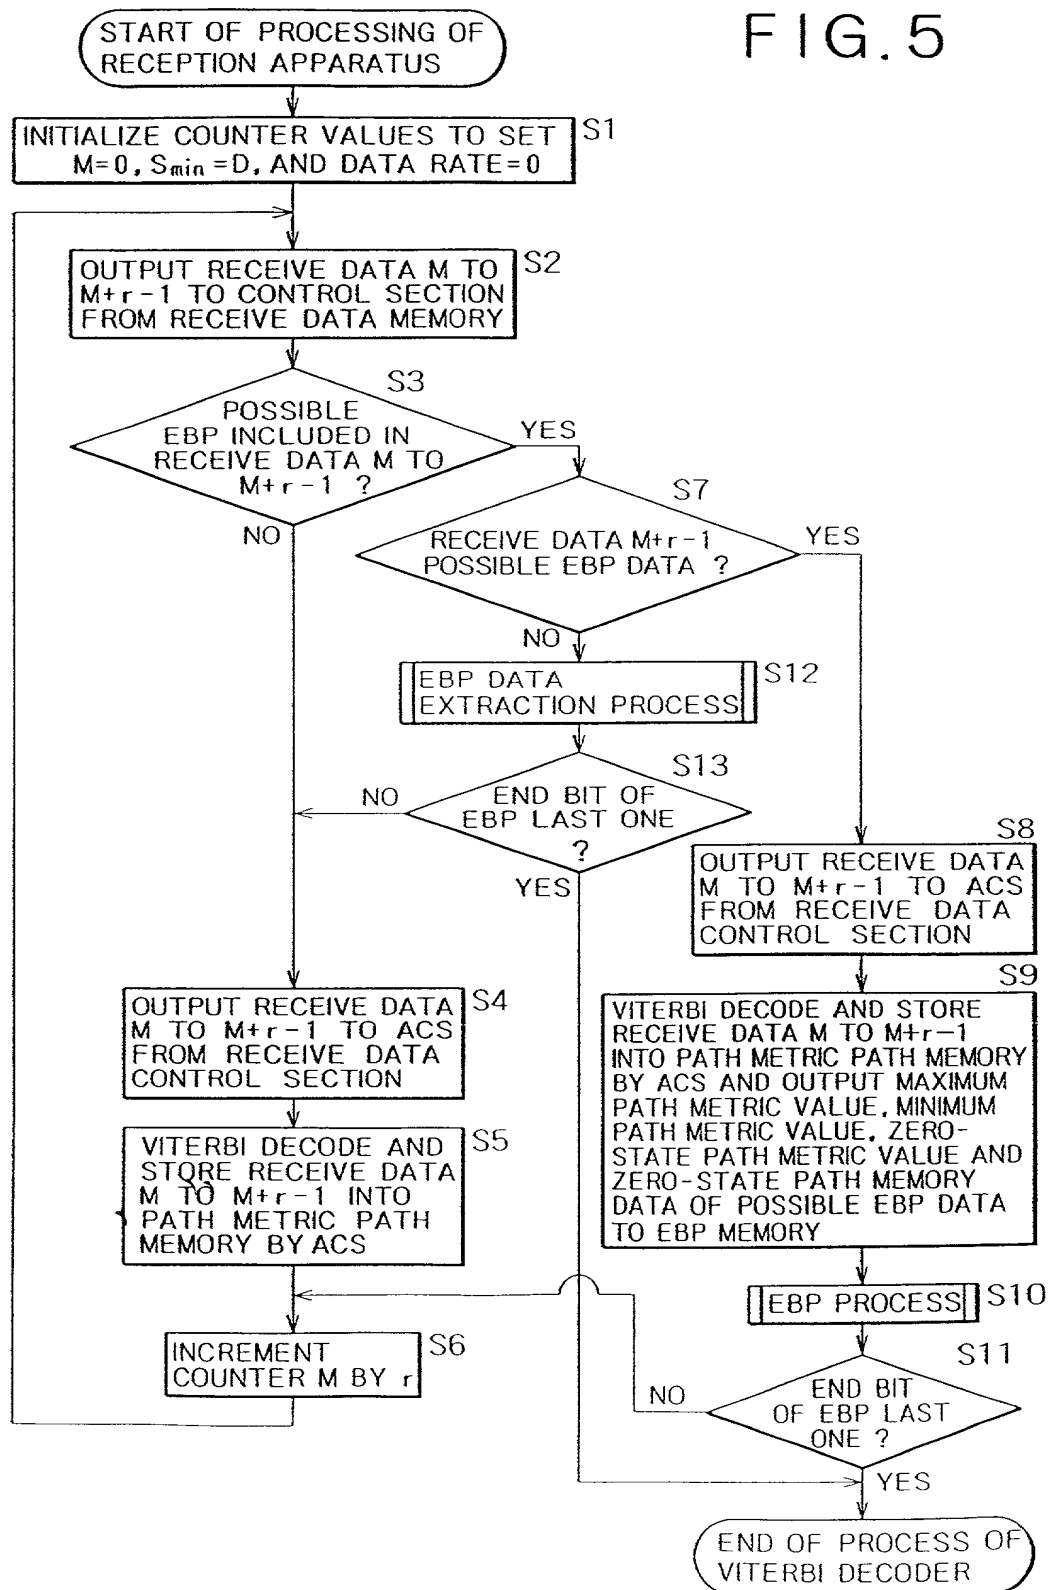 FIG.5
START OF PROCESSING OF
RECEPTION APPARATUS
S1
INITIALIZE COUNTER VALUES TO SET
M=0, Smin=D, AND DATA RATE=0
S2
OUTPUT RECEIVE DATA M TO
M+r-1 TO CONTROL SECTION
FROM RECEIVE DATA MEMORY
S3
POSSIBLE
EBP INCLUDED IN
RECEIVE DATA M TO
M+r-1 ?
YES
NO
S7
RECEIVE DATA M+r-1
POSSIBLE EBP DATA ?
YES
NO
S12
EBP DATA
EXTRACTION PROCESS
S13
END BIT OF
EBP LAST ONE
?
NO
YES
S8
OUTPUT RECEIVE DATA
M TO M+r-1 TO ACS
FROM RECEIVE DATA
CONTROL SECTION
S4
OUTPUT RECEIVE DATA
M TO M+r-1 TO ACS
FROM RECEIVE DATA
CONTROL SECTION
S9
VITERBI DECODE AND STORE
RECEIVE DATA M TO M+r-1
INTO PATH METRIC PATH MEMORY
BY ACS AND OUTPUT MAXIMUM
PATH METRIC VALUE, MINIMUM
PATH METRIC VALUE, ZERO-
STATE PATH METRIC VALUE AND
ZERO-STATE PATH MEMORY
DATA OF POSSIBLE EBP DATA
TO EBP MEMORY
S5
VITERBI DECODE AND
STORE RECEIVE DATA
M TO M+r-1 INTO
PATH METRIC PATH
MEMORY BY ACS
S10
EBP PROCESS
S6
INCREMENT
COUNTER M BY r
S11
END BIT
OF EBP LAST
ONE ?
NO
YES
END OF PROCESS OF
VITERBI DECODER